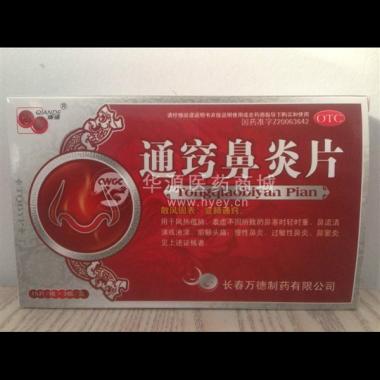 QIANDE
请仔细阅读说明书并按说明使用或在药师指导下购买和使用
国药准字Z20063642
OTC
通窍鼻炎片
华源医药商城
Tongqiaobiyan Pian
www.hyey.cn
散风固表,宣肺通窍。
用于风热蕴肺、表虚不固所致的鼻塞时轻时重、鼻流清
涕或浊涕、前额头痛;慢性鼻炎、过敏性鼻炎、鼻窦炎
见上述证候者。
长春万德制药有限公司